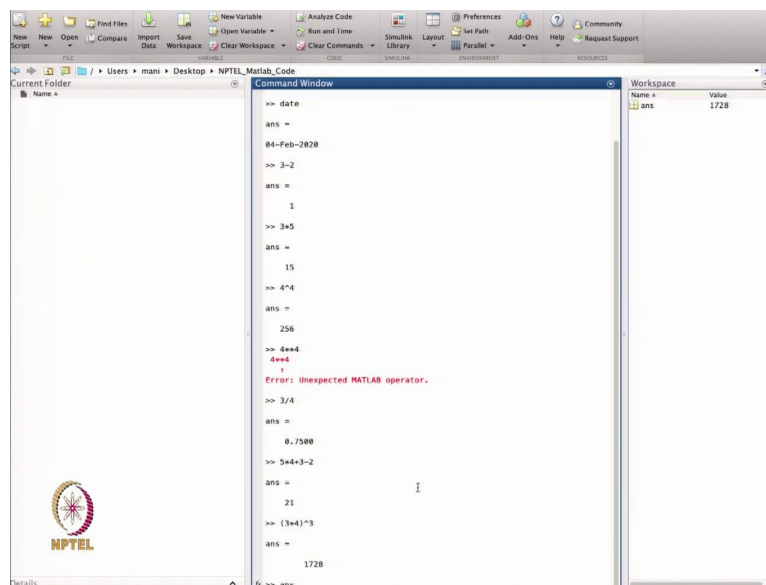 New Script
New
Open
Find Files
Compare
Import Data
Save Workspace
New Variable
Open Variable
Clear Workspace
Analyze Code
Run and Time
Clear Commands
Simulink Library
Layout
Preferences
Set Path
Parallel
Add-Ons
Help
Community
Request Support
FILE
VARIABLE
CODE
SIMULINK
ENVIRONMENT
RESOURCES
/ ▸ Users ▸ mani ▸ Desktop ▸ NPTEL_Matlab_Code
Current Folder
Name
Command Window
>> date
ans =
04-Feb-2020
>> 3-2
ans =
1
>> 3*5
ans =
15
>> 4^4
ans =
256
>> 4**4
4**4
↑
Error: Unexpected MATLAB operator.
>> 3/4
ans =
0.7500
>> 5*4+3-2
ans =
21
>> (3*4)^3
ans =
1728
fx >> ans
Workspace
Name Value
ans 1728
NPTEL
Details